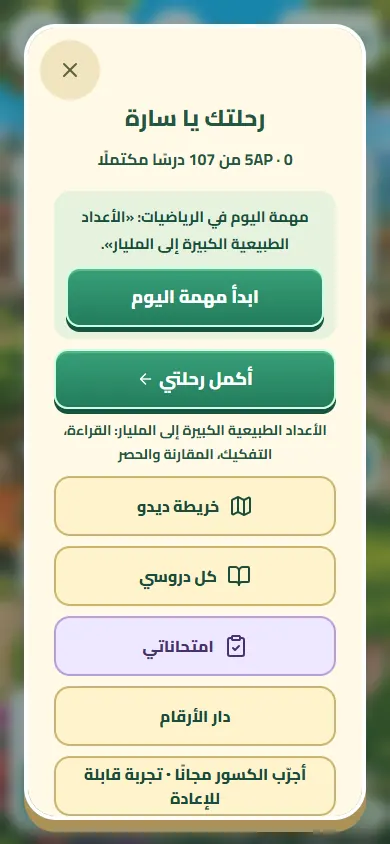 رحلتك يا سارة
5AP · 0 من 107 درسًا مكتملًا
مهمة اليوم في الرياضيات: «الأعداد
الطبيعية الكبيرة إلى المليار».
ابدأ مهمة اليوم
أكمل رحلتي ←
الأعداد الطبيعية الكبيرة إلى المليار: القراءة،
التفكيك، المقارنة والحصر
خريطة ديدو
كل دروسي
امتحاناتي
دار الأرقام
أجرّب الكسور مجانًا · تجربة قابلة
للإعادة